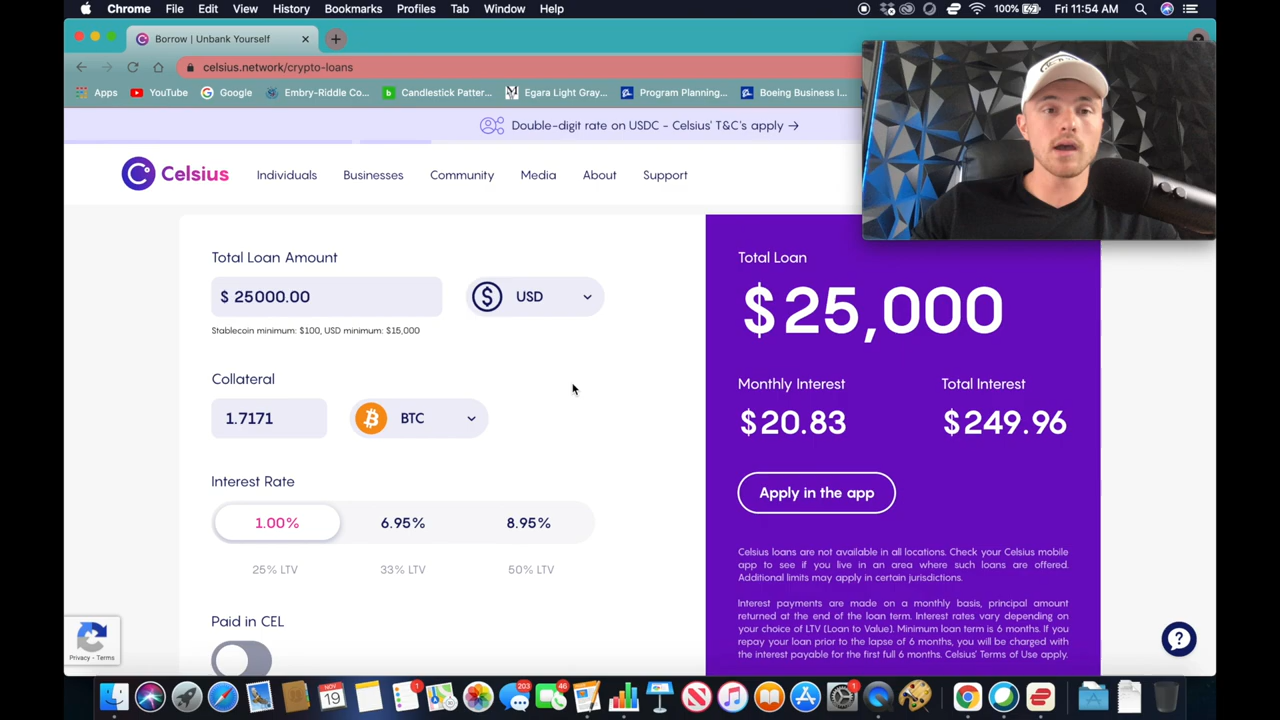 Chrome File Edit View History Bookmarks Profiles Tab Window Help 100% Fri 11:54 AM
Borrow | Unbank Yourself
celsius.network/crypto-loans
Apps YouTube Google Embry-Riddle Co... Candlestick Patter... Egara Light Gray... Program Planning... Boeing Business I...
Double-digit rate on USDC - Celsius' T&C's apply →
Celsius Individuals Businesses Community Media About Support
Total Loan Amount
$ 25000.00 USD
Stablecoin minimum: $100, USD minimum: $15,000
Collateral
1.7171 BTC
Interest Rate
1.00% 6.95% 8.95%
25% LTV 33% LTV 50% LTV
Paid in CEL
Total Loan
$25,000
Monthly Interest Total Interest
$20.83 $249.96
Apply in the app
Celsius loans are not available in all locations. Check your Celsius mobile
app to see if you live in an area where such loans are offered.
Additional limits may apply in certain jurisdictions.
Interest payments are made on a monthly basis, principal amount
returned at the end of the loan term. Interest rates vary depending on
your choice of LTV (Loan to Value). Minimum loan term is 6 months. If you
repay your loan prior to the lapse of 6 months, you will be charged with
the interest payable for the first full 6 months. Celsius' Terms of Use apply.
Privacy - Terms
NOV
19
1
203
46
1